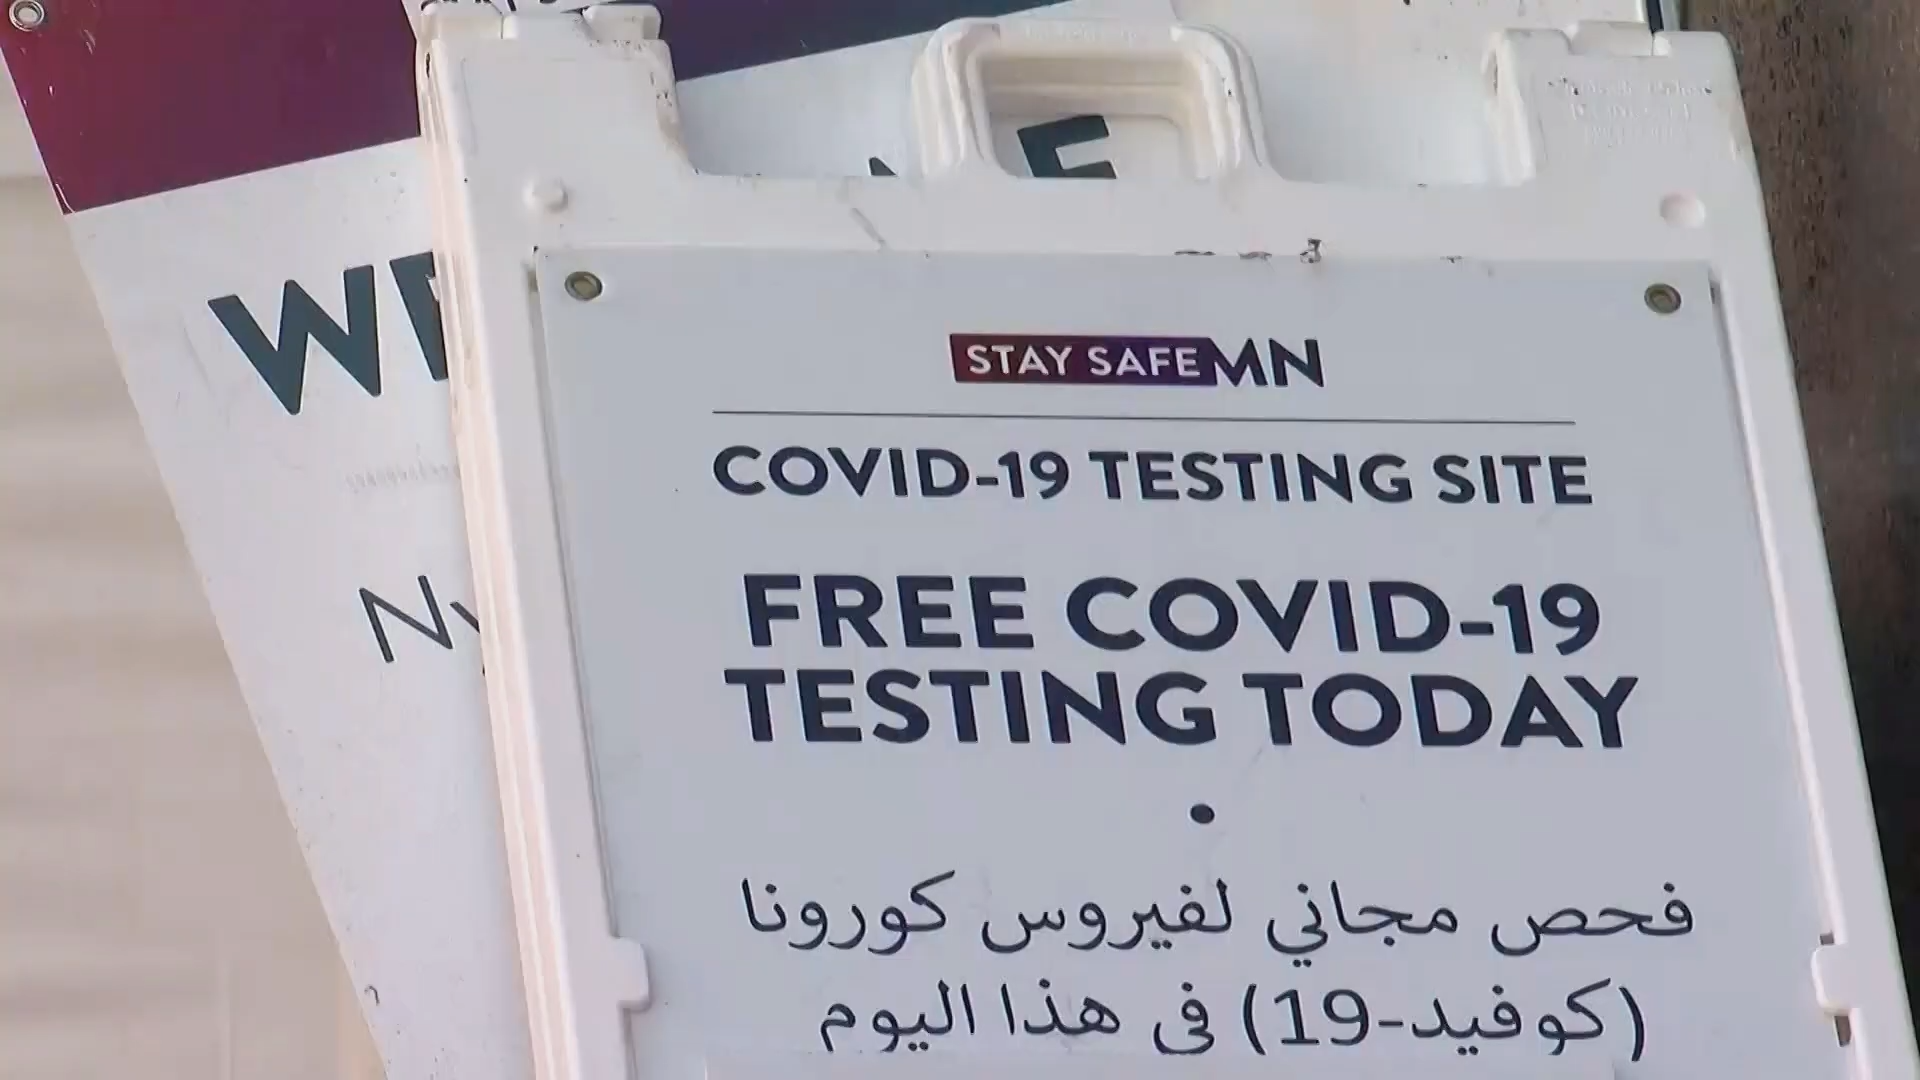 STAY SAFE MN
COVID-19 TESTING SITE
FREE COVID-19
TESTING TODAY
•
فحص مجاني لفيروس كورونا
(كوفيد-19) في هذا اليوم